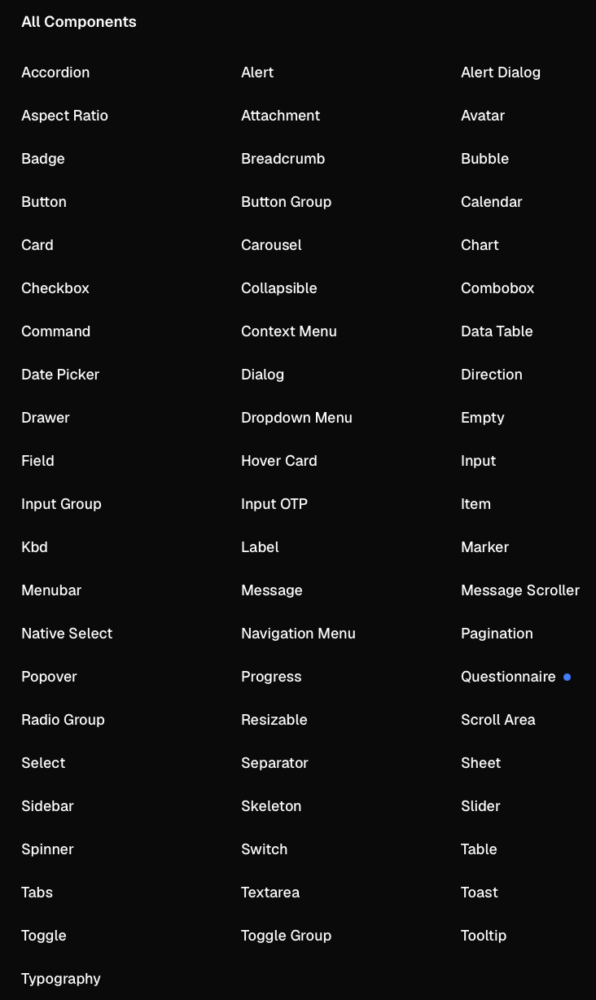 All Components
Accordion Alert Alert Dialog
Aspect Ratio Attachment Avatar
Badge Breadcrumb Bubble
Button Button Group Calendar
Card Carousel Chart
Checkbox Collapsible Combobox
Command Context Menu Data Table
Date Picker Dialog Direction
Drawer Dropdown Menu Empty
Field Hover Card Input
Input Group Input OTP Item
Kbd Label Marker
Menubar Message Message Scroller
Native Select Navigation Menu Pagination
Popover Progress Questionnaire
Radio Group Resizable Scroll Area
Select Separator Sheet
Sidebar Skeleton Slider
Spinner Switch Table
Tabs Textarea Toast
Toggle Toggle Group Tooltip
Typography